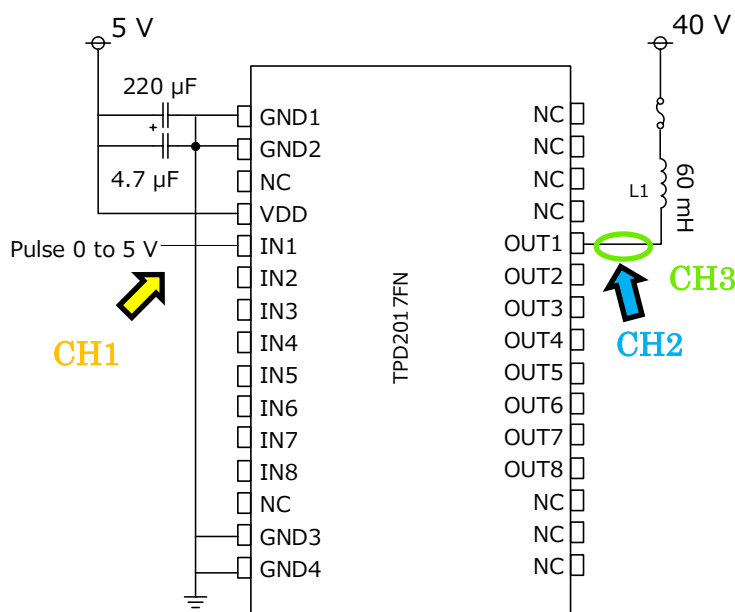 5 V
40 V
220 µF
+
4.7 µF
GND1
GND2
NC
VDD
Pulse 0 to 5 V
IN1
IN2
IN3
IN4
IN5
IN6
IN7
IN8
NC
GND3
GND4
CH1
TPD2017FN
NC
NC
NC
NC
OUT1
OUT2
OUT3
OUT4
OUT5
OUT6
OUT7
OUT8
NC
NC
NC
L1
60 mH
CH3
CH2